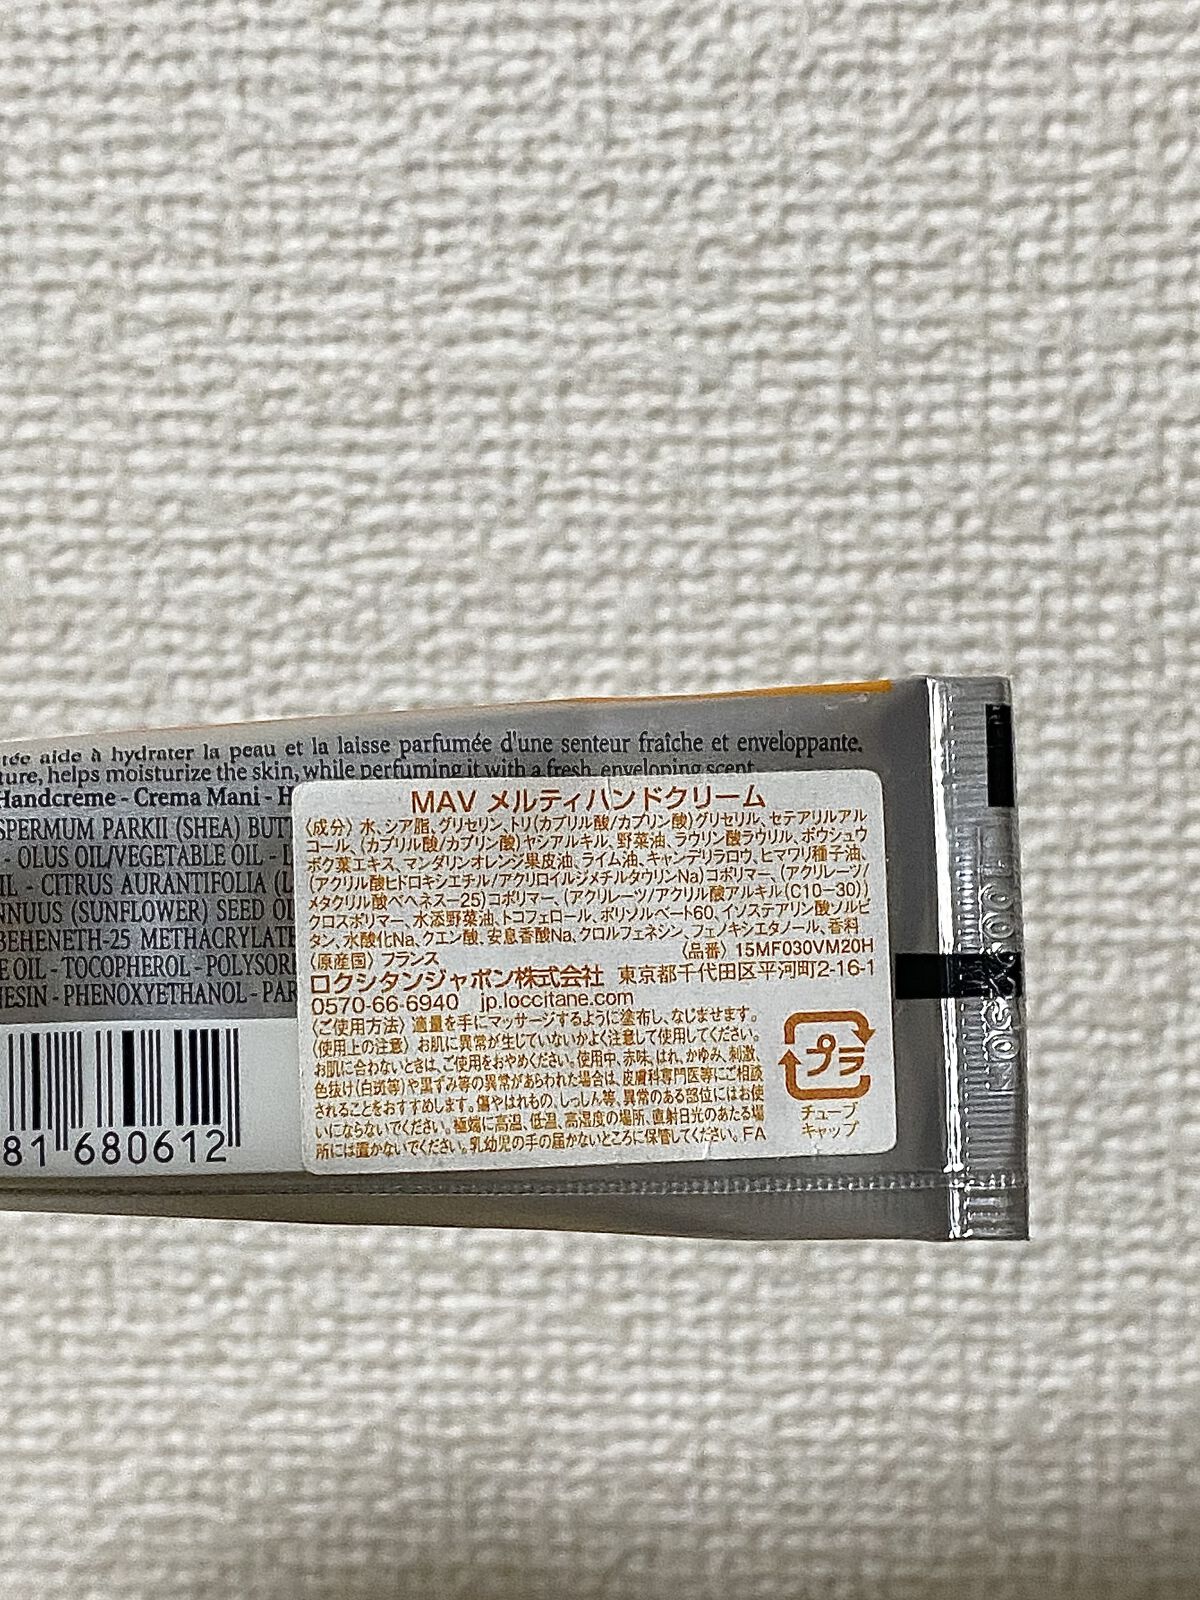 tée aide à hydrater la peau et la laisse parfumée d'une senteur fraîche et enveloppante.
ture, helps moisturize the skin, while perfuming it with a fresh, enveloping scent.
Handcreme - Crema Mani - H
SPERMUM PARKII (SHEA) BUTT
- OLUS OIL/VEGETABLE OIL - L
IL - CITRUS AURANTIFOLIA (L
NNUUS (SUNFLOWER) SEED OI
BEHENETH-25 METHACRYLATE
E OIL - TOCOPHEROL - POLYSOR
NESIN - PHENOXYETHANOL - PAR
81 680612
MAV メルティハンドクリーム
〈成分〉水、シア脂、グリセリン、トリ(カプリル酸/カプリン酸)グリセリル、セテアリルアル
コール、(カプリル酸/カプリン酸)ヤシアルキル、野菜油、ラウリン酸ラウリル、ボウシュウ
ボク葉エキス、マンダリンオレンジ果皮油、ライム油、キャンデリラロウ、ヒマワリ種子油、
(アクリル酸ヒドロキシエチル/アクリロイルジメチルタウリンNa)コポリマー、(アクリレーツ/
メタクリル酸ベヘネス-25)コポリマー、(アクリレーツ/アクリル酸アルキル(C10-30))
クロスポリマー、水添野菜油、トコフェロール、ポリソルベート60、イソステアリン酸ソルビ
タン、水酸化Na、クエン酸、安息香酸Na、クロルフェネシン、フェノキシエタノール、香料
〈原産国〉フランス 〈品番〉15MF030VM20H
ロクシタンジャポン株式会社 東京都千代田区平河町2-16-1
0570-66-6940 jp.loccitane.com
〈ご使用方法〉適量を手にマッサージするように塗布し、なじませます。
〈使用上の注意〉お肌に異常が生じていないかよく注意して使用してください。
お肌に合わないときは、ご使用をおやめください。使用中、赤味、はれ、かゆみ、刺激、
色抜け(白斑等)や黒ずみ等の異常があらわれた場合は、皮膚科専門医等にご相談
されることをおすすめします。傷やはれもの、しっしん等、異常のある部位にはお使
いにならないでください。極端に高温、低温、高湿度の場所、直射日光のあたる場
所には置かないでください。乳幼児の手の届かないところに保管してください。FA
プラ
チューブ
キャップ